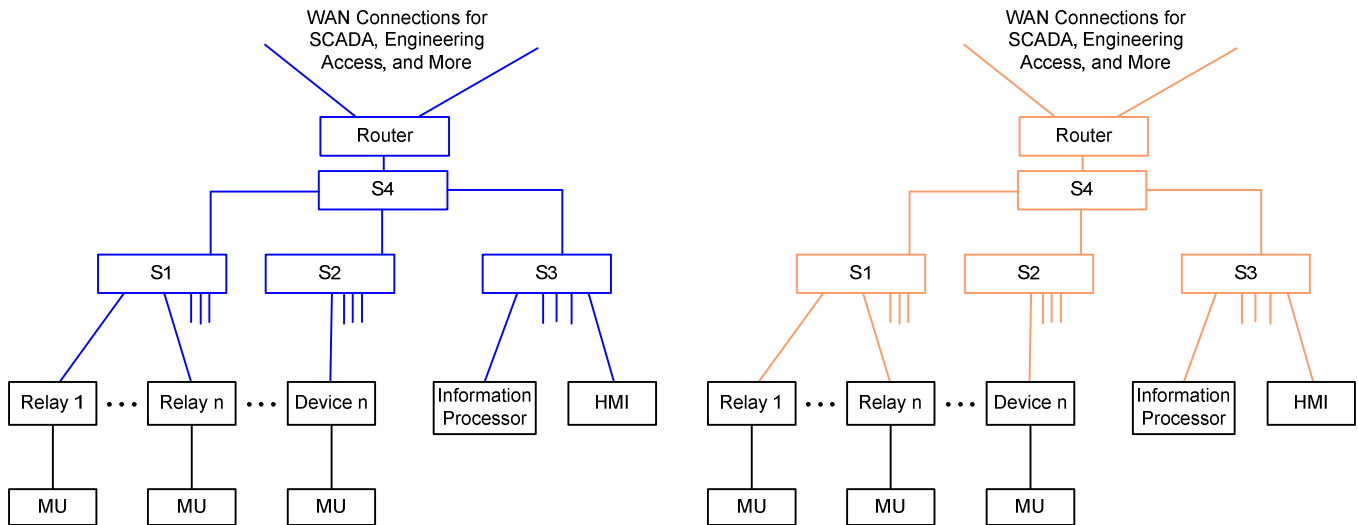 WAN Connections for
SCADA, Engineering
Access, and More
Router
S4
S1
S2
S3
Relay 1
• • •
Relay n
• • •
Device n
Information
Processor
HMI
MU
MU
MU
WAN Connections for
SCADA, Engineering
Access, and More
Router
S4
S1
S2
S3
Relay 1
• • •
Relay n
• • •
Device n
Information
Processor
HMI
MU
MU
MU